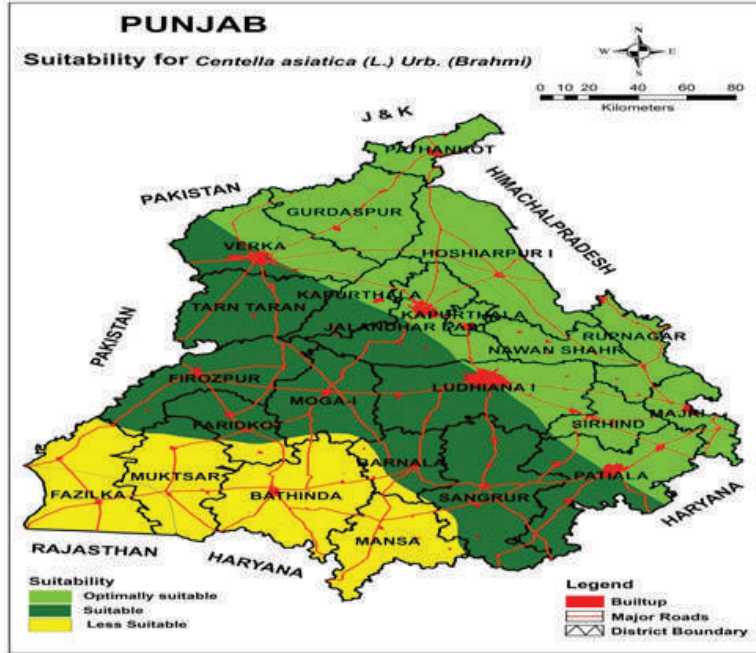 PUNJAB
Suitability for Centella asiatica (L.) Urb. (Brahmi)
N
W E
S
0 10 20 40 60 80
Kilometers
J & K
PATHANKOT
HIMACHALPRADESH
PAKISTAN
GURDASPUR
VERKA
HOSHIARPUR I
KAPURTHALA
TARN TARAN
KAPURTHALA
JALANDHAR EAST
RUPNAGAR
NAWAN SHAHR
PAKISTAN
FIROZPUR
LUDHIANA I
MOGA-I
MAJRI
FARIDKOT
SIRHIND
BARNALA
MUKTSAR
PATIALA
FAZILKA
BATHINDA
SANGRUR
HARYANA
MANSA
RAJASTHAN
HARYANA
Suitability
Optimally suitable
Suitable
Less Suitable
Legend
Builtup
Major Roads
District Boundary